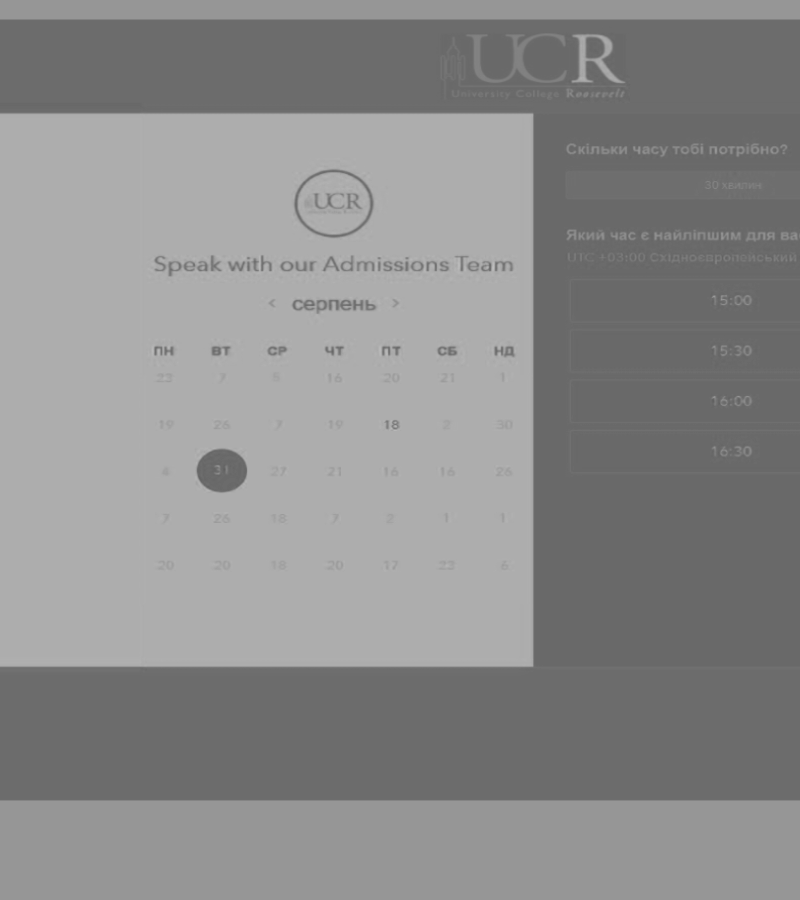 UCR
University College Roosevelt
UCR
Speak with our Admissions Team
< серпень >
ПН ВТ СР ЧТ ПТ СБ НД
23 7 8 16 20 21 1
19 26 7 19 18 2 30
6 31 27 21 16 16 26
7 26 18 7 2 1 1
20 20 18 20 17 23 6
Скільки часу тобі потрібно?
30 хвилин
Який час є найліпшим для ва
UTC +03:00 Східноєвропейський
15:00
15:30
16:00
16:30